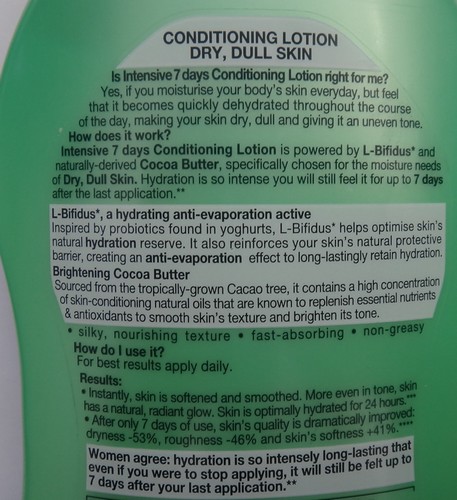 CONDITIONING LOTION
DRY, DULL SKIN
Is Intensive 7 days Conditioning Lotion right for me?
Yes, if you moisturise your body's skin everyday, but feel
that it becomes quickly dehydrated throughout the course
of the day, making your skin dry, dull and giving it an uneven tone.
How does it work?
Intensive 7 days Conditioning Lotion is powered by L-Bifidus* and
naturally-derived Cocoa Butter, specifically chosen for the moisture needs
of Dry, Dull Skin. Hydration is so intense you will still feel it for up to 7 days
after the last application.**
L-Bifidus*, a hydrating anti-evaporation active
Inspired by probiotics found in yoghurts, L-Bifidus* helps optimise skin's
natural hydration reserve. It also reinforces your skin's natural protective
barrier, creating an anti-evaporation effect to long-lastingly retain hydration.
Brightening Cocoa Butter
Sourced from the tropically-grown Cacao tree, it contains a high concentration
of skin-conditioning natural oils that are known to replenish essential nutrients
& antioxidants to smooth skin's texture and brighten its tone.
• silky, nourishing texture • fast-absorbing • non-greasy
How do I use it?
For best results apply daily.
Results:
• Instantly, skin is softened and smoothed. More even in tone, skin
has a natural, radiant glow. Skin is optimally hydrated for 24 hours.***
• After only 7 days of use, skin's quality is dramatically improved:
dryness -53%, roughness -46% and skin's softness +41%.****
Women agree: hydration is so intensely long-lasting that
even if you were to stop applying, it will still be felt up to
7 days after your last application.**